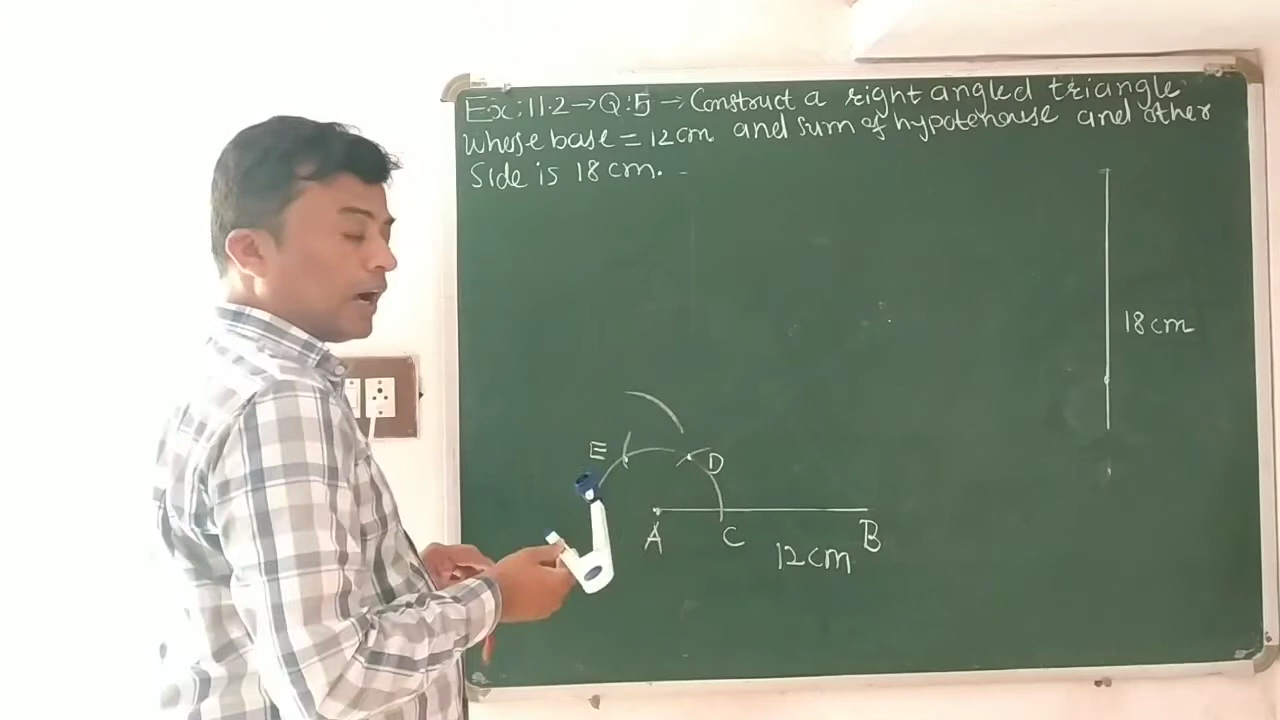 Ex: 11.2 → Q:5 → Construct a right angled triangle
whose base = 12 cm and sum of hypotenouse and other
Side is 18 cm.
18 cm
E
D
A
C
B
12 cm